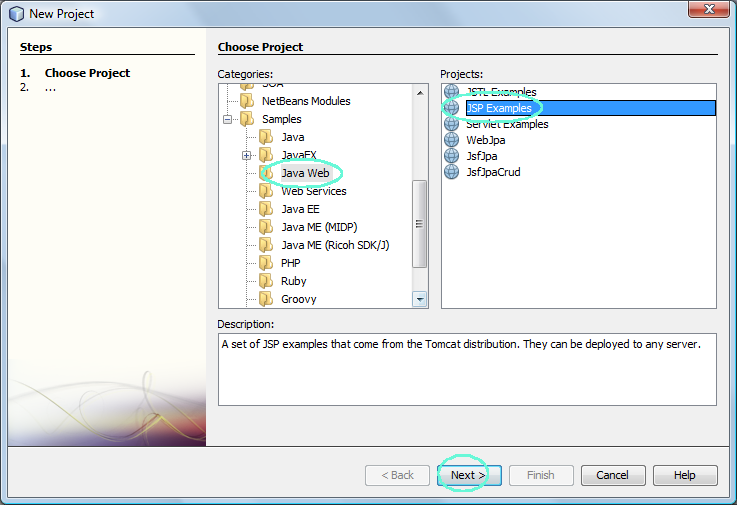 New Project
Steps
1. Choose Project
2. ...
Choose Project
Categories:
SOA
NetBeans Modules
Samples
Java
JavaFX
Java Web
Web Services
Java EE
Java ME (MIDP)
Java ME (Ricoh SDK/J)
PHP
Ruby
Groovy
Projects:
JSTL Examples
JSP Examples
Servlet Examples
WebJpa
JsfJpa
JsfJpaCrud
Description:
A set of JSP examples that come from the Tomcat distribution. They can be deployed to any server.
< Back
Next >
Finish
Cancel
Help